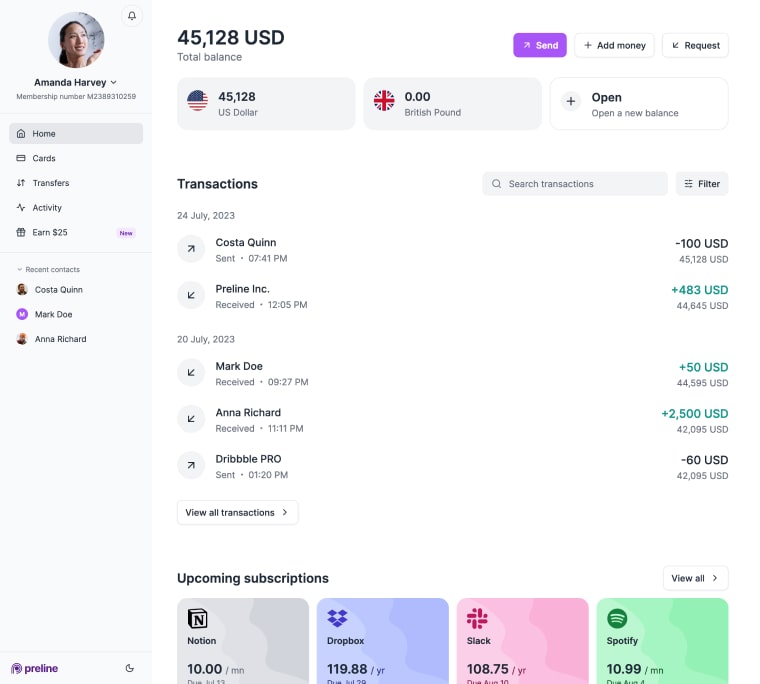 Amanda Harvey
Membership number M2389310259
Home
Cards
Transfers
Activity
Earn $25 New
Recent contacts
Costa Quinn
M Mark Doe
Anna Richard
preline
45,128 USD
Total balance
Send
Add money
Request
45,128
US Dollar
0.00
British Pound
Open
Open a new balance
Transactions
Search transactions
Filter
24 July, 2023
Costa Quinn -100 USD
Sent • 07:41 PM 45,128 USD
Preline Inc. +483 USD
Received • 12:05 PM 44,645 USD
20 July, 2023
Mark Doe +50 USD
Received • 09:27 PM 44,595 USD
Anna Richard +2,500 USD
Received • 11:11 PM 42,095 USD
Dribbble PRO -60 USD
Sent • 01:20 PM 42,095 USD
View all transactions
Upcoming subscriptions View all
Notion
10.00 / mn
Due Jul 13
Dropbox
119.88 / yr
Due Jul 29
Slack
108.75 / yr
Due Aug 10
Spotify
10.99 / mn
Due Aug 4